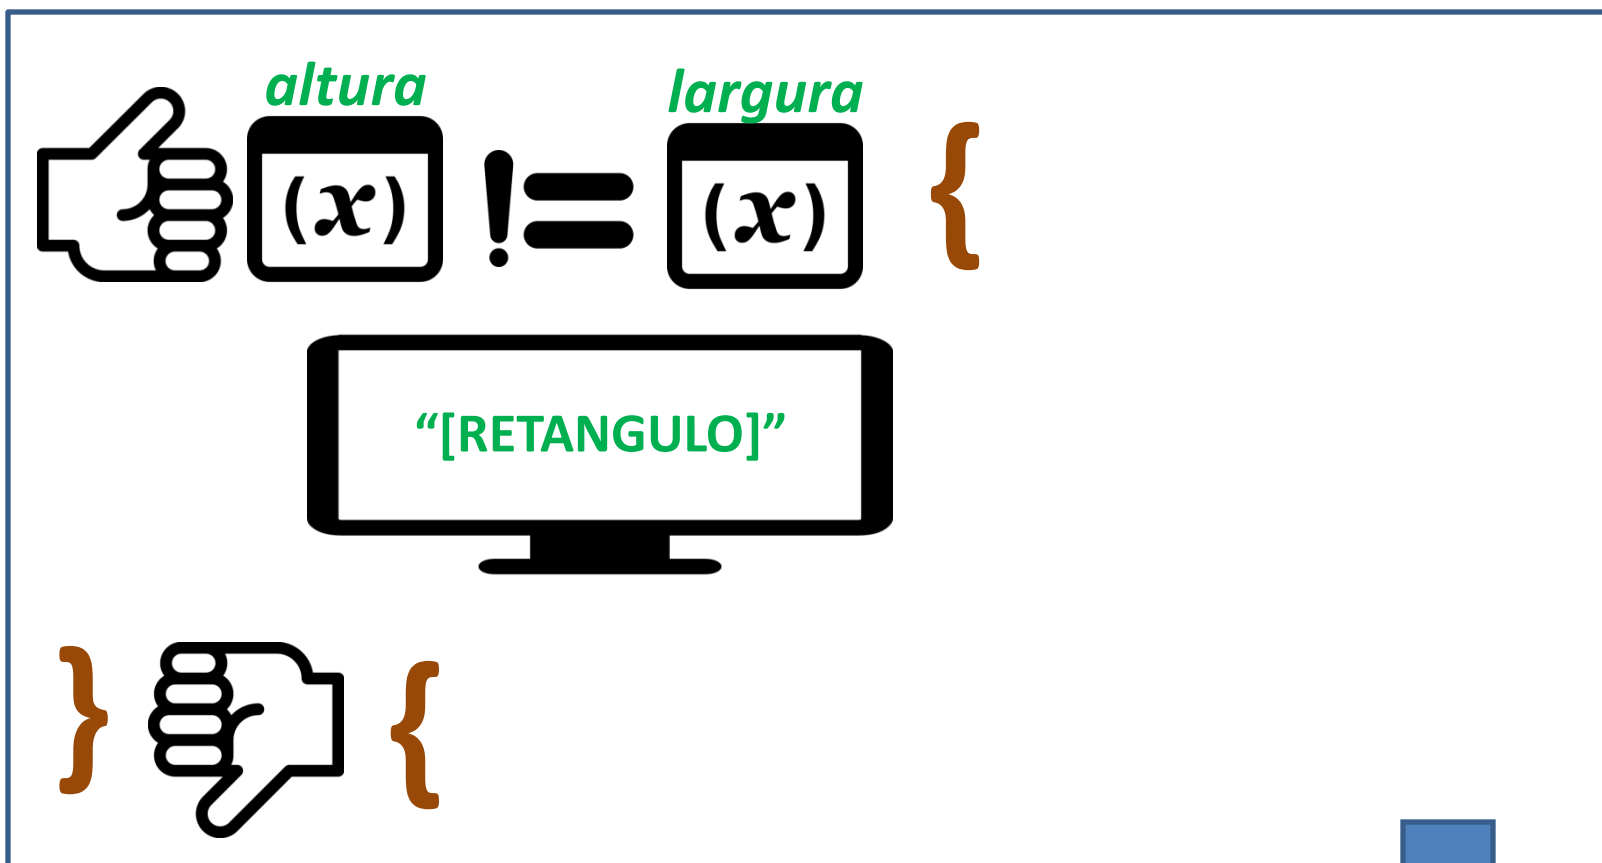 altura largura
(x) != (x) {
“[RETANGULO]”
} {